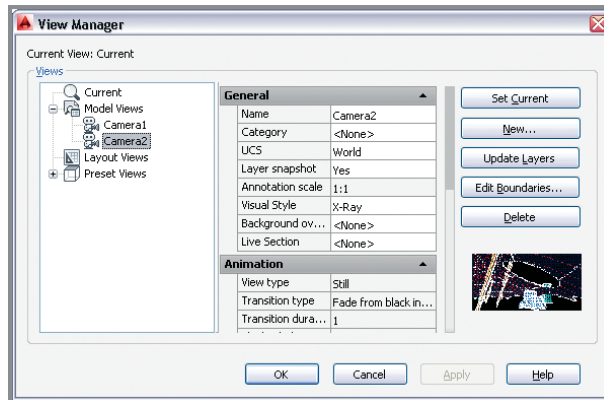 View Manager
Current View: Current
Views
Current
Model Views
Camera1
Camera2
Layout Views
Preset Views
General
Name Camera2
Category <None>
UCS World
Layer snapshot Yes
Annotation scale 1:1
Visual Style X-Ray
Background ov... <None>
Live Section <None>
Animation
View type Still
Transition type Fade from black in...
Transition dura... 1
Set Current
New...
Update Layers
Edit Boundaries...
Delete
OK Cancel Apply Help